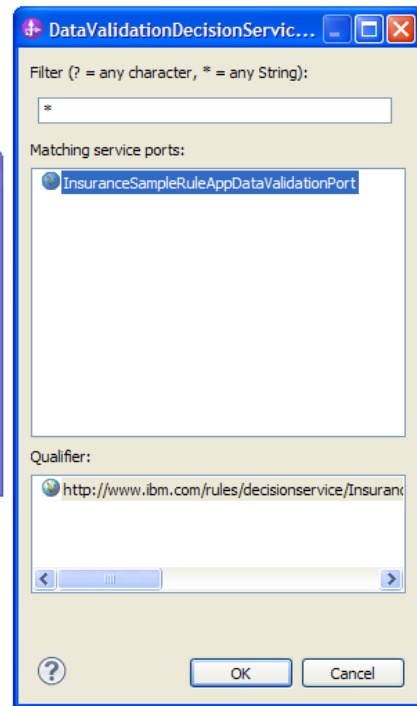 DataValidationDecisionServic...
Filter (? = any character, * = any String):
*
Matching service ports:
InsuranceSampleRuleAppDataValidationPort
Qualifier:
http://www.ibm.com/rules/decisionservice/Insuranc
?
OK
Cancel